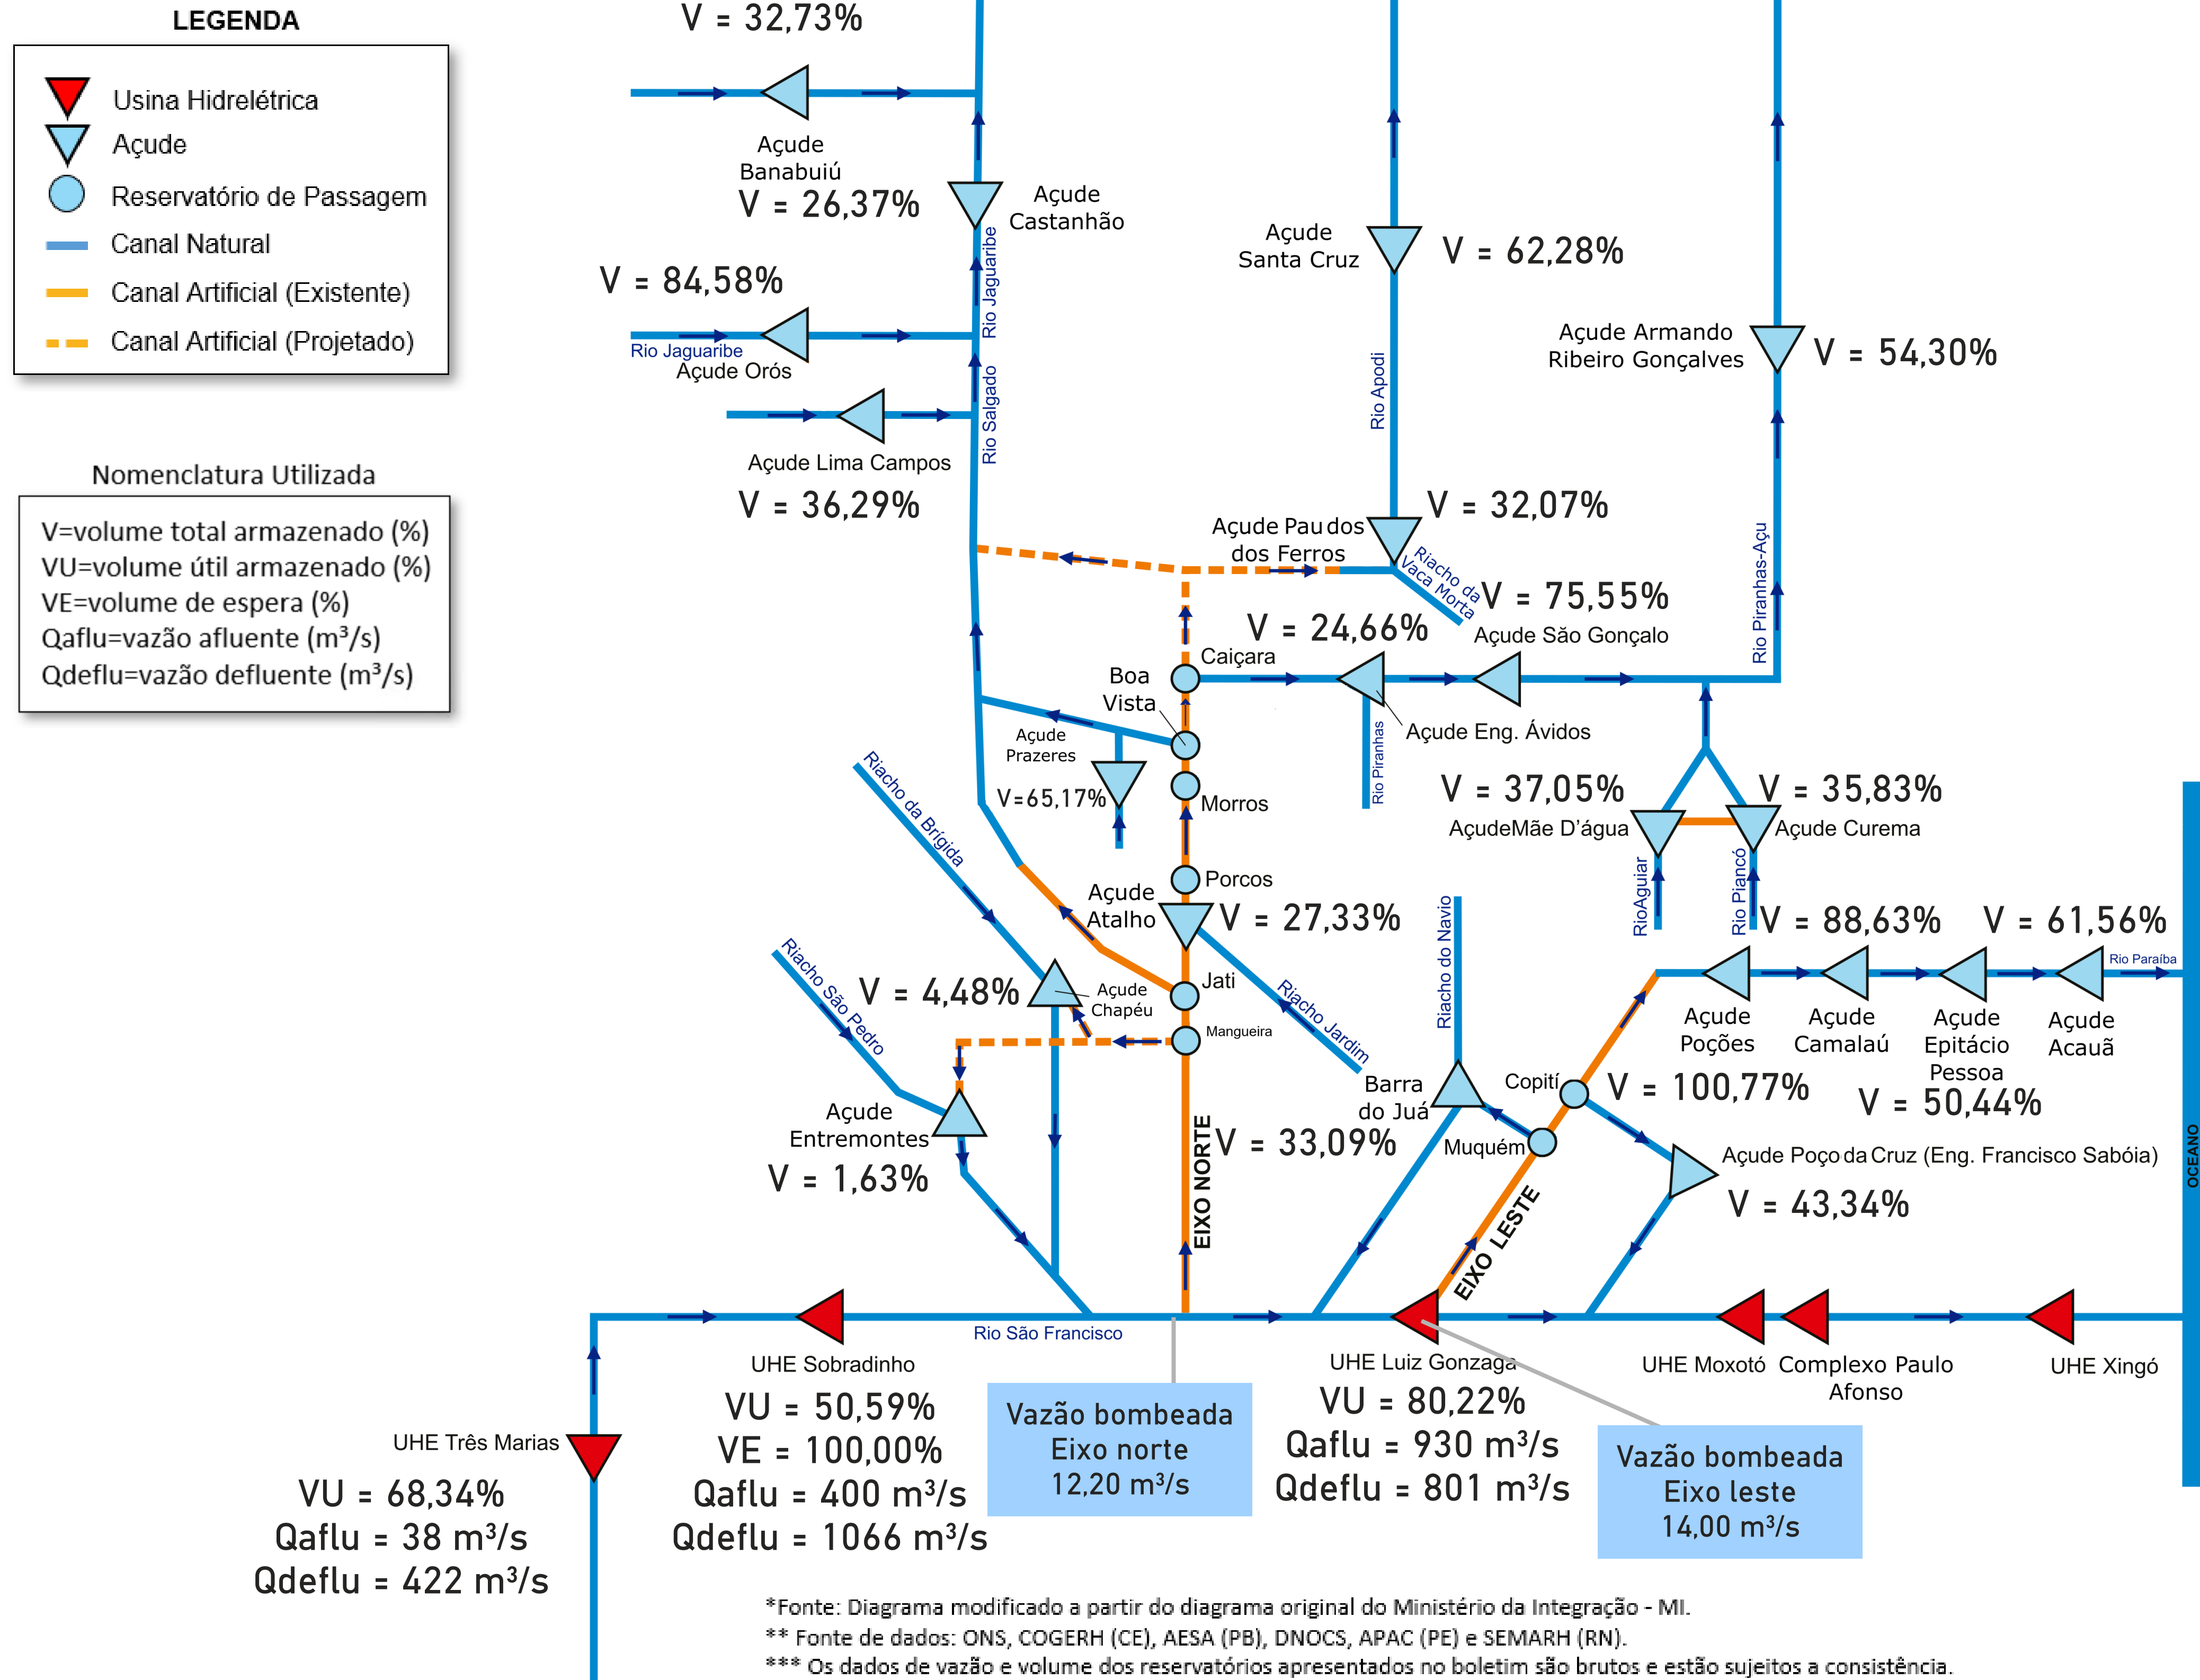 LEGENDA
Usina Hidrelétrica
Açude
Reservatório de Passagem
Canal Natural
Canal Artificial (Existente)
Canal Artificial (Projetado)
Nomenclatura Utilizada
V=volume total armazenado (%)
VU=volume útil armazenado (%)
VE=volume de espera (%)
Qaflu=vazão afluente (m³/s)
Qdeflu=vazão defluente (m³/s)
V = 32,73%
Açude
Banabuiú
V = 26,37%
Açude
Castanhão
Rio Jaguaribe
V = 84,58%
Rio Jaguaribe
Açude Orós
Rio Salgado
Açude Lima Campos
V = 36,29%
Açude
Santa Cruz
V = 62,28%
Rio Apodi
Açude Armando
Ribeiro Gonçalves
V = 54,30%
Rio Piranhas-Açu
Açude Pau dos
dos Ferros
V = 32,07%
Riacho da
Vaca Morta
V = 75,55%
Açude São Gonçalo
V = 24,66%
Caiçara
Boa
Vista
Açude Eng. Ávidos
Rio Piranhas
Açude
Prazeres
V=65,17%
Morros
V = 37,05%
AçudeMãe D'água
V = 35,83%
Açude Curema
RioAguiar
Rio Piancó
Riacho da Brígida
Porcos
Açude
Atalho
V = 27,33%
Riacho São Pedro
V = 4,48%
Açude
Chapéu
Jati
Mangueira
Riacho Jardim
Riacho do Navio
V = 88,63%
V = 61,56%
Rio Paraíba
Açude
Poções
Açude
Camalaú
Açude
Epitácio
Pessoa
Açude
Acauã
V = 100,77%
V = 50,44%
Barra
do Juá
Copití
V = 33,09%
Muquém
Açude
Entremontes
V = 1,63%
EIXO NORTE
EIXO LESTE
Açude Poço da Cruz (Eng. Francisco Sabóia)
V = 43,34%
OCEANO
Rio São Francisco
UHE Sobradinho
VU = 50,59%
VE = 100,00%
Qaflu = 400 m³/s
Qdeflu = 1066 m³/s
UHE Três Marias
VU = 68,34%
Qaflu = 38 m³/s
Qdeflu = 422 m³/s
Vazão bombeada
Eixo norte
12,20 m³/s
UHE Luiz Gonzaga
VU = 80,22%
Qaflu = 930 m³/s
Qdeflu = 801 m³/s
Vazão bombeada
Eixo leste
14,00 m³/s
UHE Moxotó
Complexo Paulo
Afonso
UHE Xingó
*Fonte: Diagrama modificado a partir do diagrama original do Ministério da Integração - MI.
** Fonte de dados: ONS, COGERH (CE), AESA (PB), DNOCS, APAC (PE) e SEMARH (RN).
*** Os dados de vazão e volume dos reservatórios apresentados no boletim são brutos e estão sujeitos a consistência.